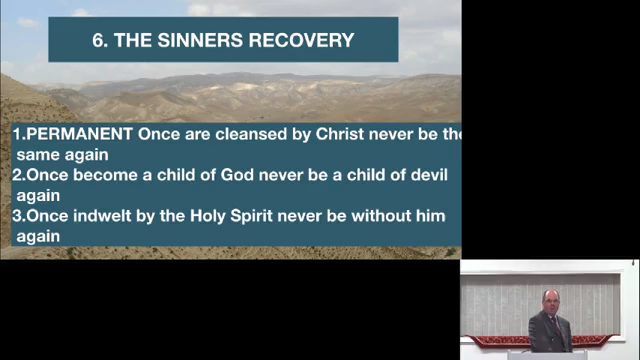 6. THE SINNERS RECOVERY
1.PERMANENT Once are cleansed by Christ never be the
same again
2.Once become a child of God never be a child of devil
again
3.Once indwelt by the Holy Spirit never be without him
again